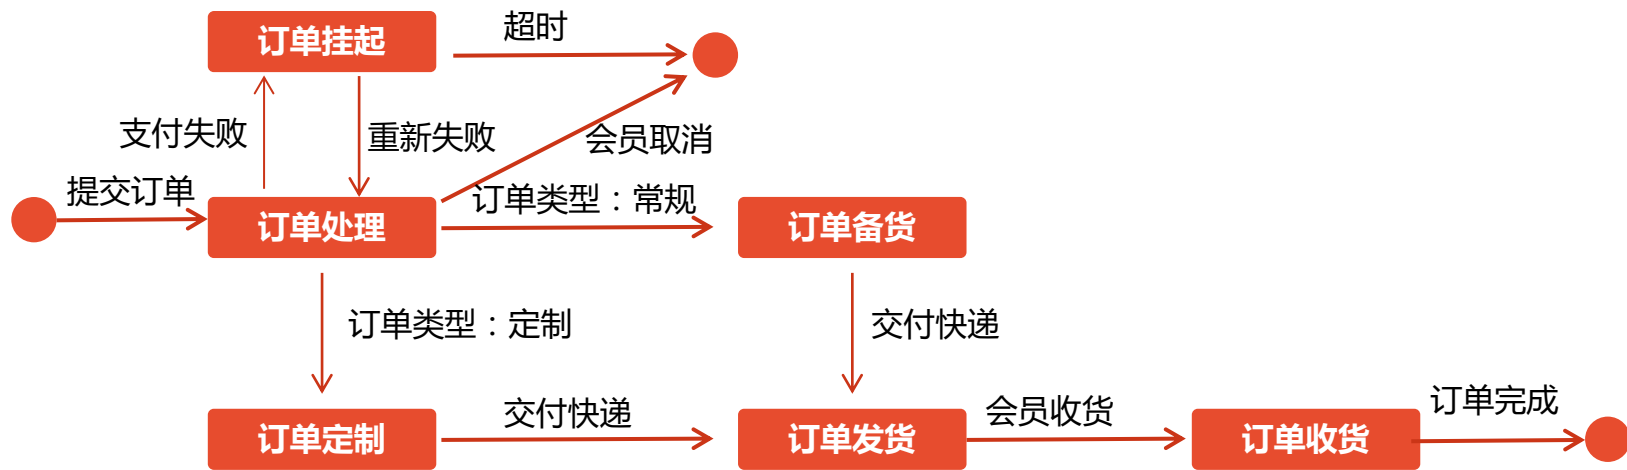 超时
订单挂起
支付失败
重新失败
会员取消
提交订单
订单类型：常规
订单处理
订单备货
订单类型：定制
交付快递
交付快递
会员收货
订单完成
订单定制
订单发货
订单收货